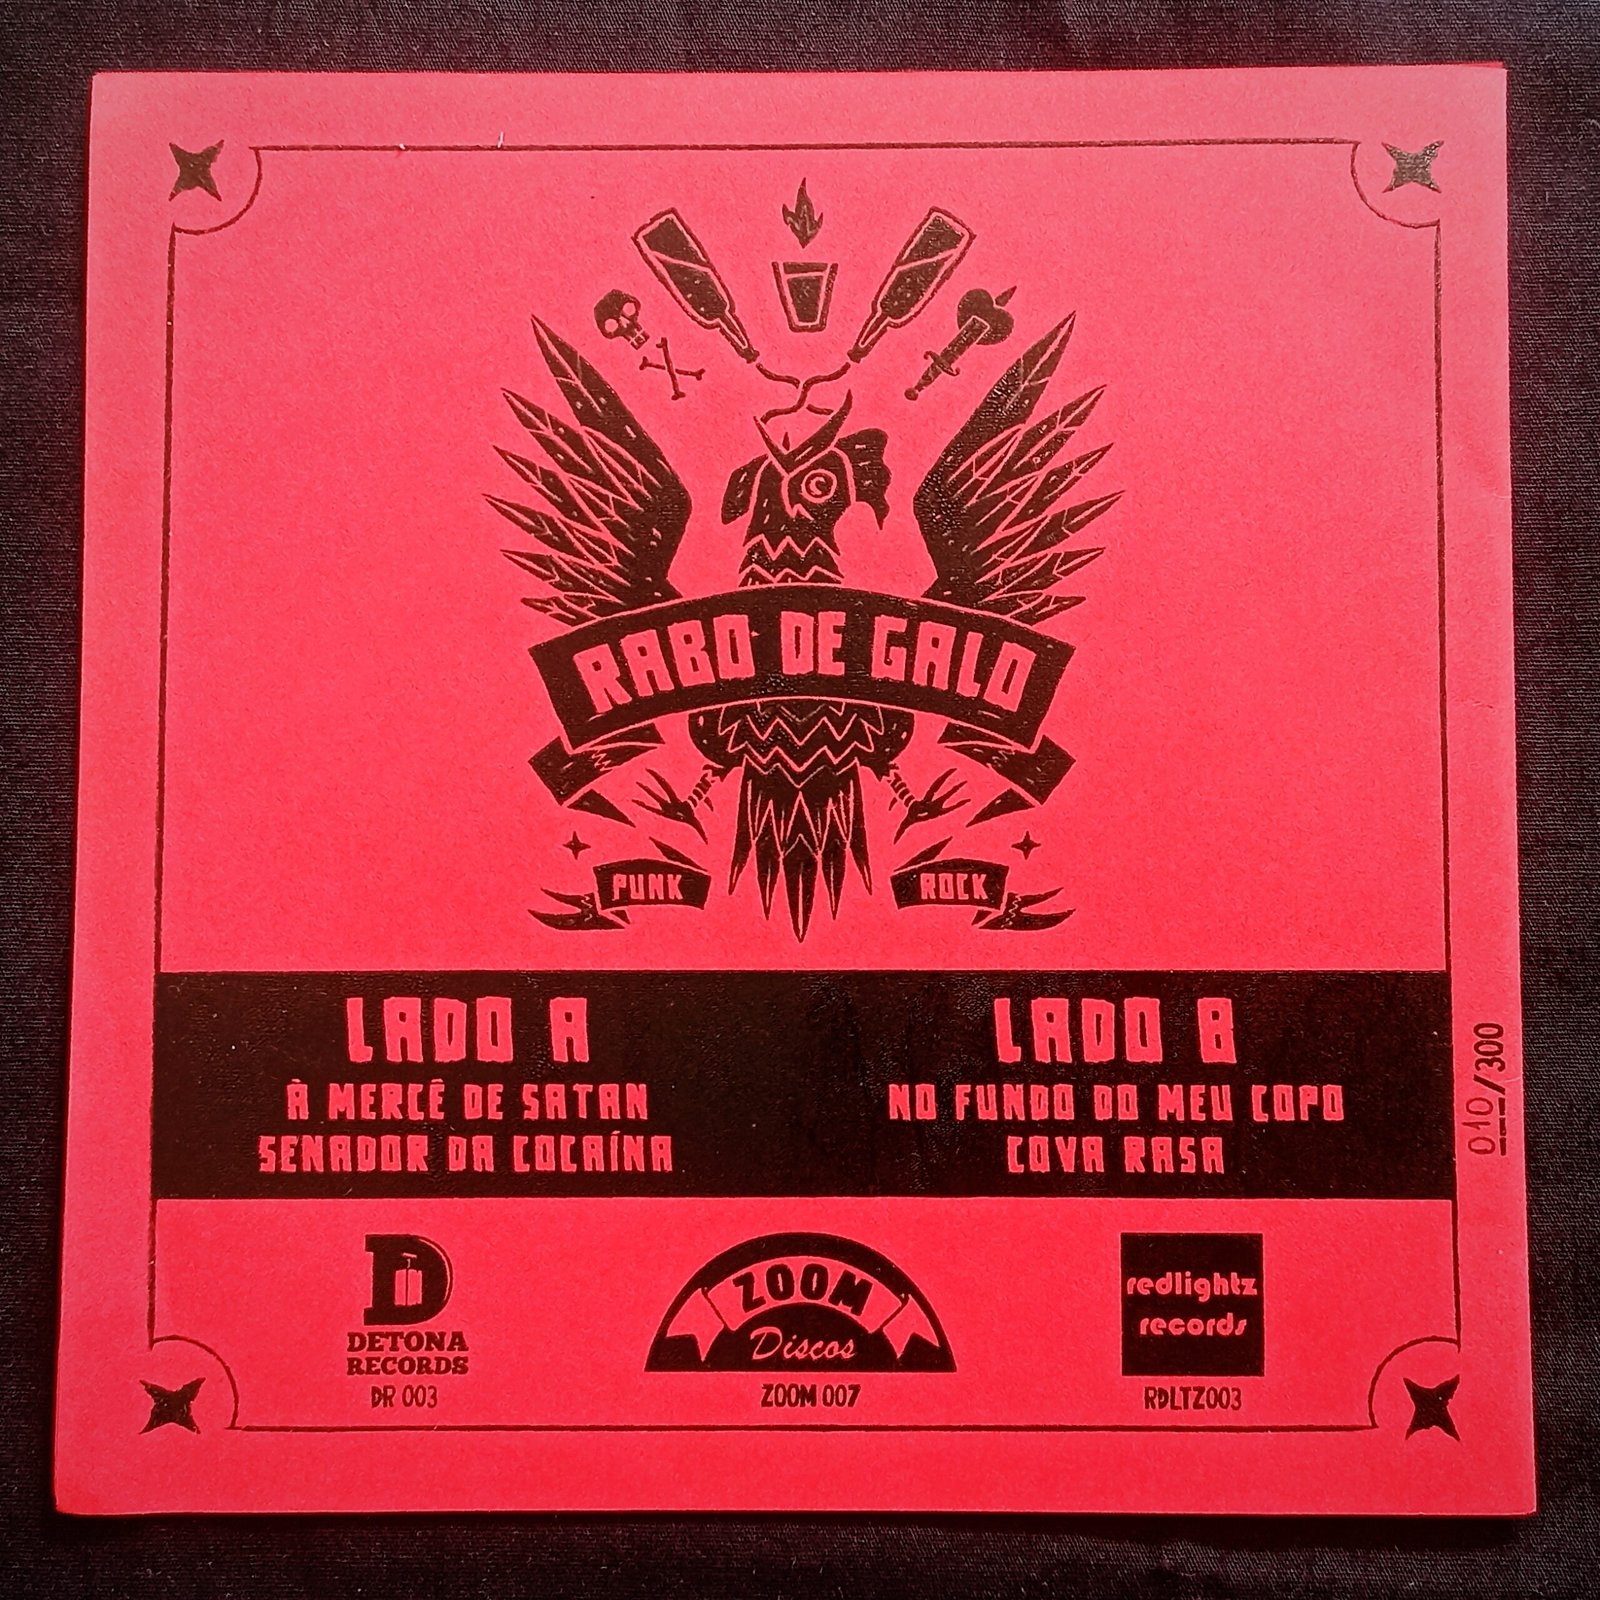 RABO DE GALO
PUNK ROCK
LADO A
À MERCÊ DE SATAN
SENADOR DA COCAÍNA
LADO B
NO FUNDO DO MEU COPO
COVA RASA
010/300
DETONA
RECORDS
DR 003
ZOOM
Discos
ZOOM 007
redlightz
records
RDLTZ003